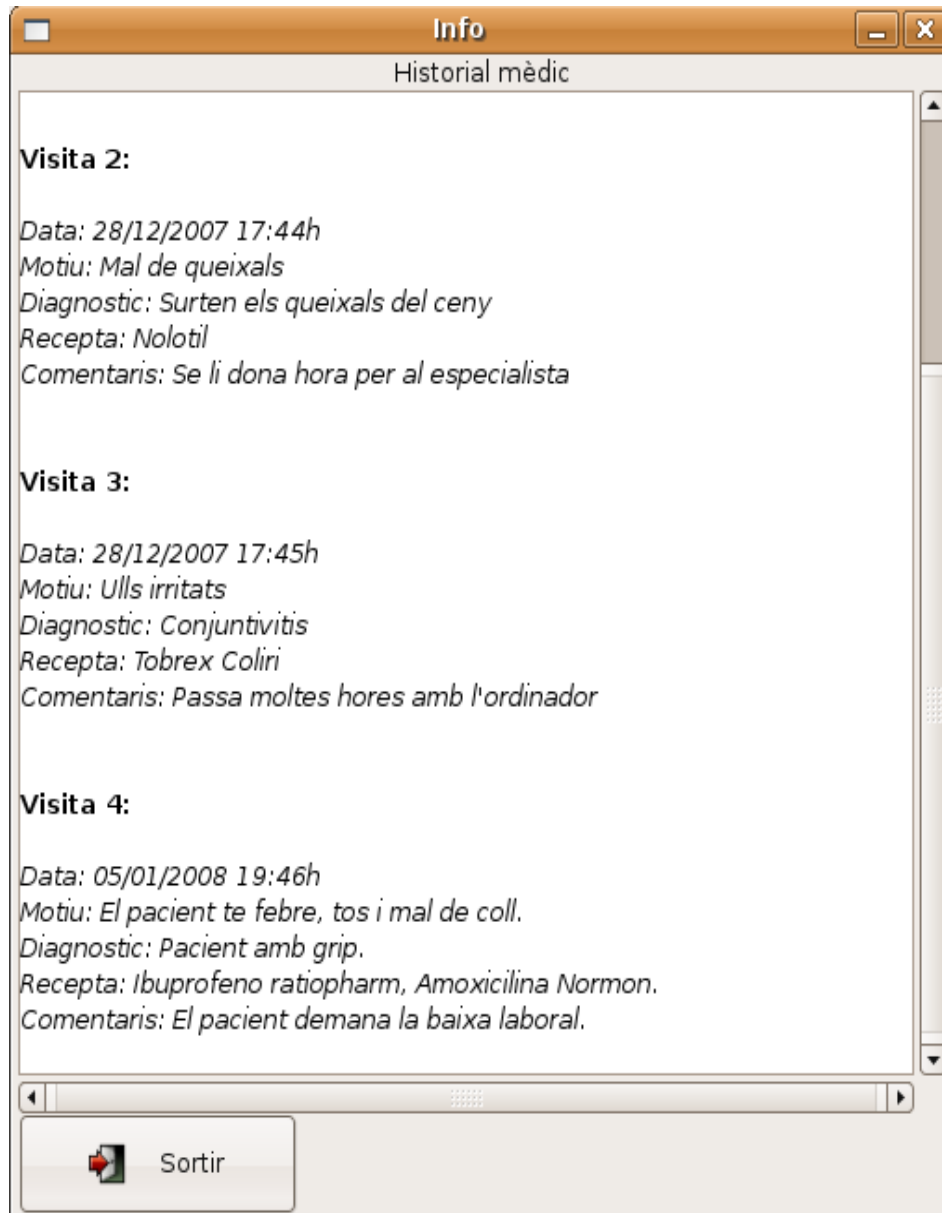 Info
Historial mèdic
Visita 2:
Data: 28/12/2007 17:44h
Motiu: Mal de queixals
Diagnostic: Surten els queixals del ceny
Recepta: Nolotil
Comentaris: Se li dona hora per al especialista
Visita 3:
Data: 28/12/2007 17:45h
Motiu: Ulls irritats
Diagnostic: Conjuntivitis
Recepta: Tobrex Coliri
Comentaris: Passa moltes hores amb l'ordinador
Visita 4:
Data: 05/01/2008 19:46h
Motiu: El pacient te febre, tos i mal de coll.
Diagnostic: Pacient amb grip.
Recepta: Ibuprofeno ratiopharm, Amoxicilina Normon.
Comentaris: El pacient demana la baixa laboral.
Sortir